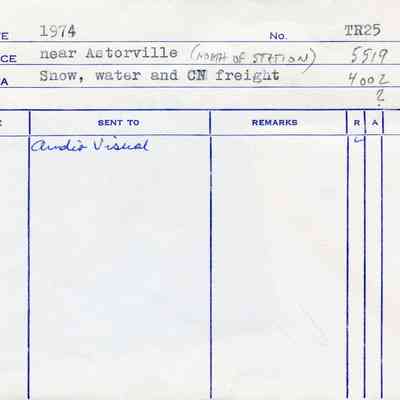 TE 1974 No. TR25
CE near Astorville (NORTH OF STATION) 5519
A Snow, water and CN freight 4002
?
E SENT TO REMARKS R A
Audio Visual